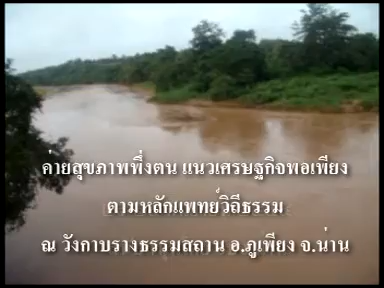 ค่ายสุขภาพพึ่งตน แนวเศรษฐกิจพอเพียง
ตามหลักแพทย์วิถีธรรม
ณ วังกาบรางธรรมสถาน อ.ภูเพียง จ.น่าน